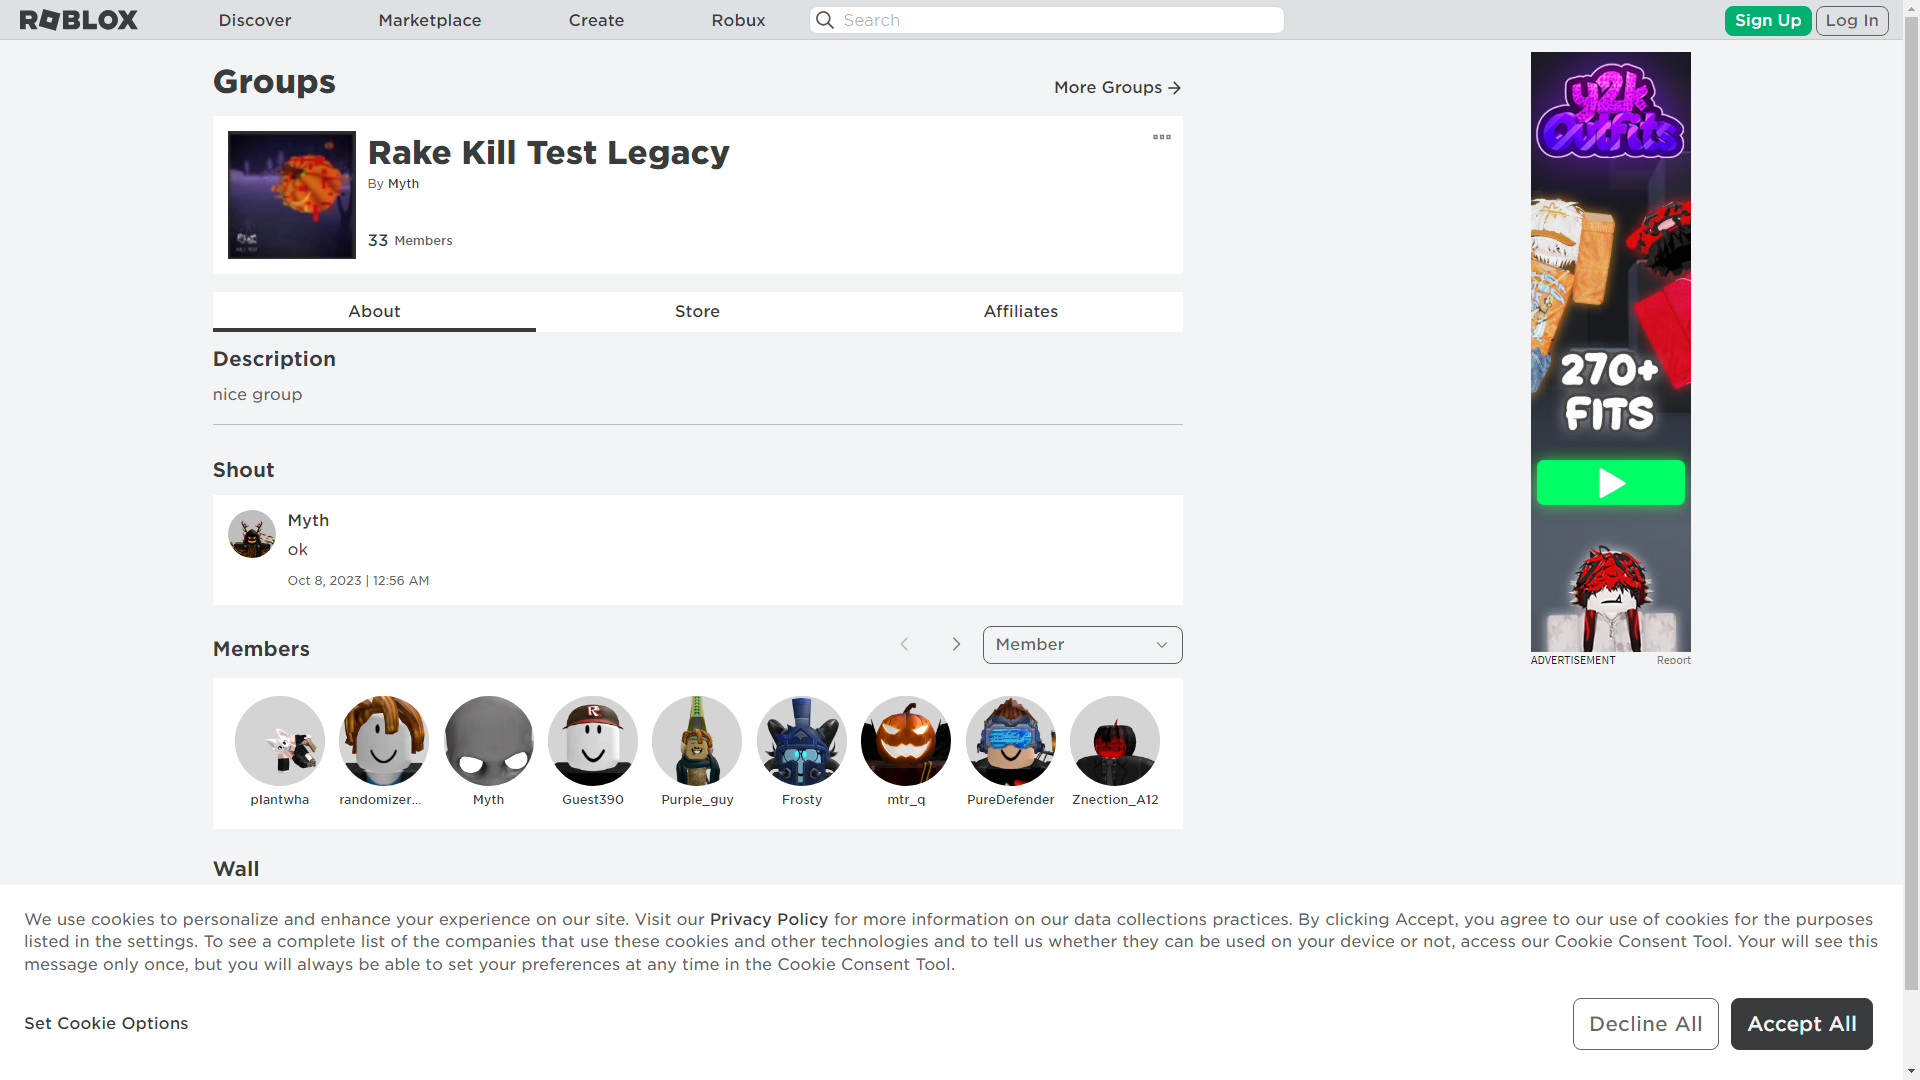 ROBLOX Discover Marketplace Create Robux Search Sign Up Log In
Groups
More Groups
Rake Kill Test Legacy
By Myth
33 Members
About Store Affiliates
Description
nice group
Shout
Myth
ok
Oct 8, 2023 | 12:56 AM
Members
Member
plantwha randomizer... Myth Guest390 Purple_guy Frosty mtr_q PureDefender Znection_A12
Wall
y2k
Outfits
270+
FITS
ADVERTISEMENT Report
We use cookies to personalize and enhance your experience on our site. Visit our Privacy Policy for more information on our data collections practices. By clicking Accept, you agree to our use of cookies for the purposes
listed in the settings. To see a complete list of the companies that use these cookies and other technologies and to tell us whether they can be used on your device or not, access our Cookie Consent Tool. Your will see this
message only once, but you will always be able to set your preferences at any time in the Cookie Consent Tool.
Set Cookie Options
Decline All
Accept All